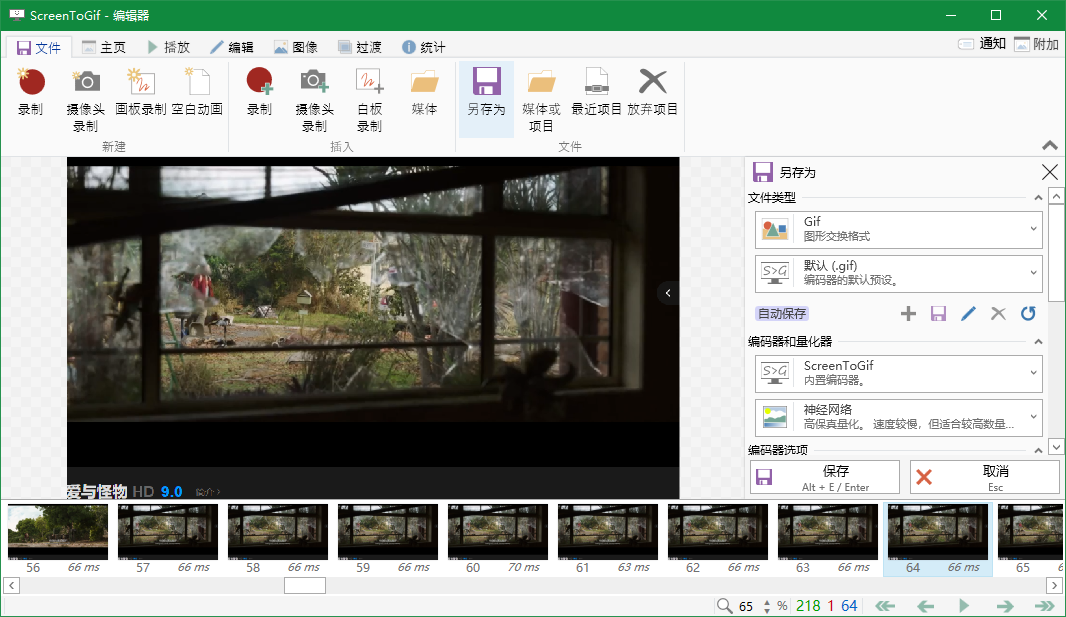 ScreenToGif - 编辑器
文件 主页 播放 编辑 图像 过渡 统计 通知 附加
录制 摄像头录制 画板录制 空白动画 录制 摄像头录制 白板录制 媒体 另存为 媒体或项目 最近项目 放弃项目
新建 插入 文件
另存为
文件类型
Gif
图形交换格式
S>G 默认 (.gif)
编码器的默认预设。
自动保存
编码器和量化器
S>G ScreenToGif
内置编码器。
神经网络
高保真量化。 速度较慢，但适合较高数量...
编码器选项
保存 取消
Alt + E / Enter Esc
爱与怪物 HD 9.0 简介
56 66 ms 57 66 ms 58 66 ms 59 66 ms 60 70 ms 61 63 ms 62 66 ms 63 66 ms 64 66 ms 65
65 % 218 1 64